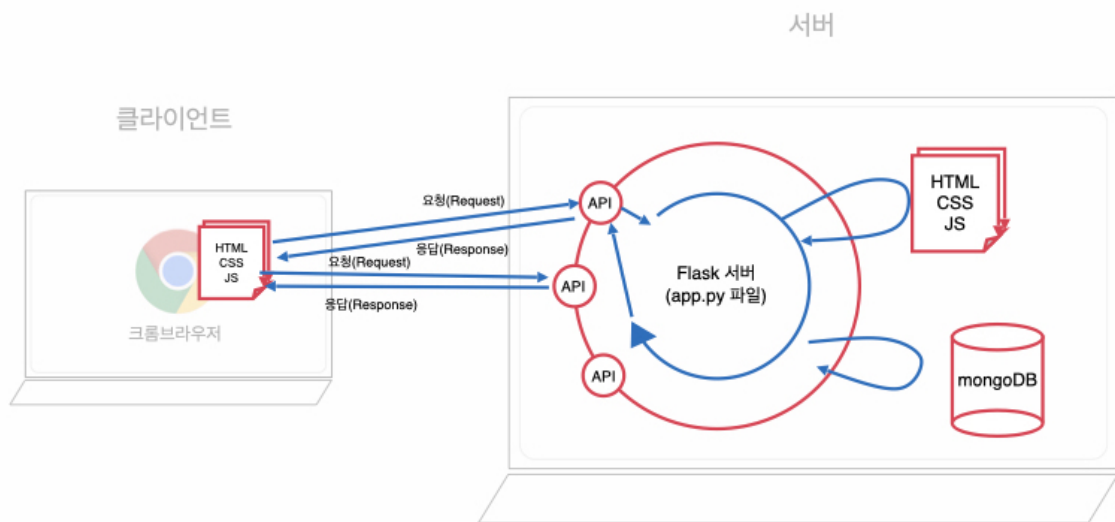 서버
클라이언트
요청(Request)
응답(Response)
요청(Request)
응답(Response)
HTML
CSS
JS
크롬브라우저
API
API
API
Flask 서버
(app.py 파일)
HTML
CSS
JS
mongoDB